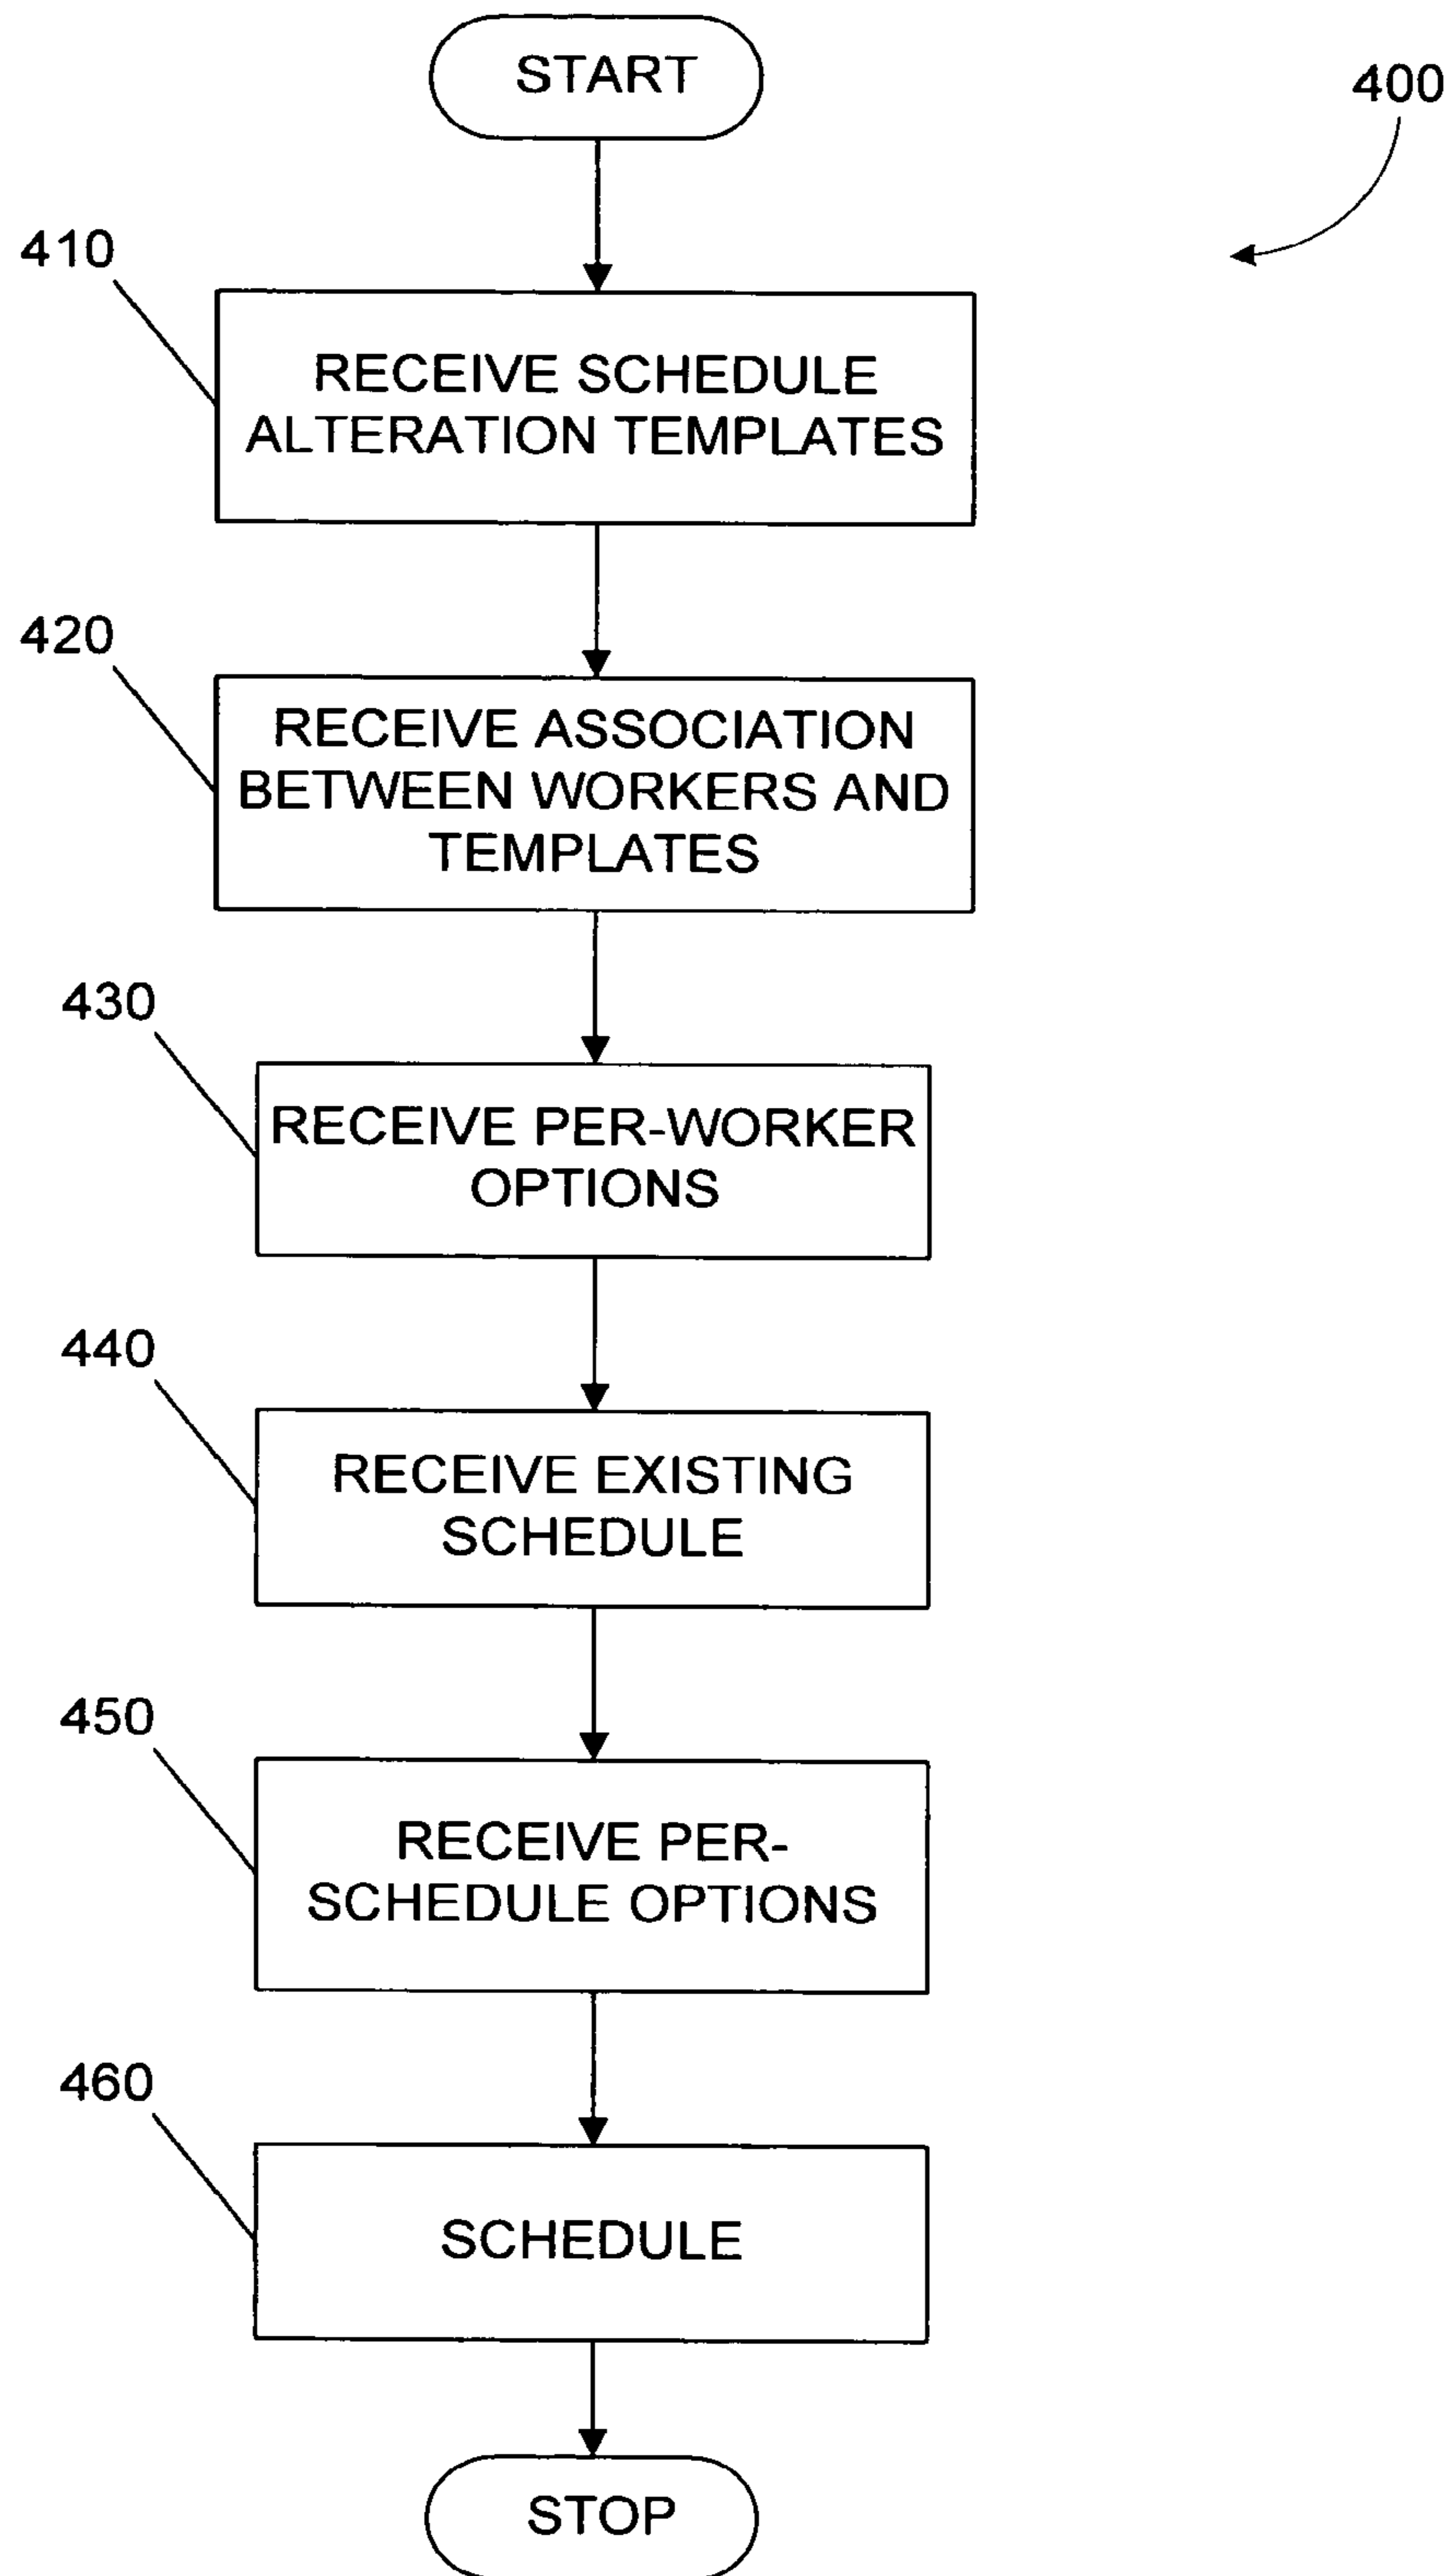 START
400
410
RECEIVE SCHEDULE
ALTERATION TEMPLATES
420
RECEIVE ASSOCIATION
BETWEEN WORKERS AND
TEMPLATES
430
RECEIVE PER-WORKER
OPTIONS
440
RECEIVE EXISTING
SCHEDULE
450
RECEIVE PER-
SCHEDULE OPTIONS
460
SCHEDULE
STOP